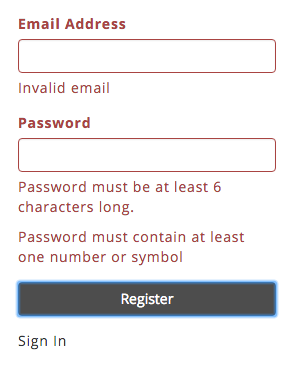 Email Address
Invalid email
Password
Password must be at least 6
characters long.
Password must contain at least
one number or symbol
Register
Sign In